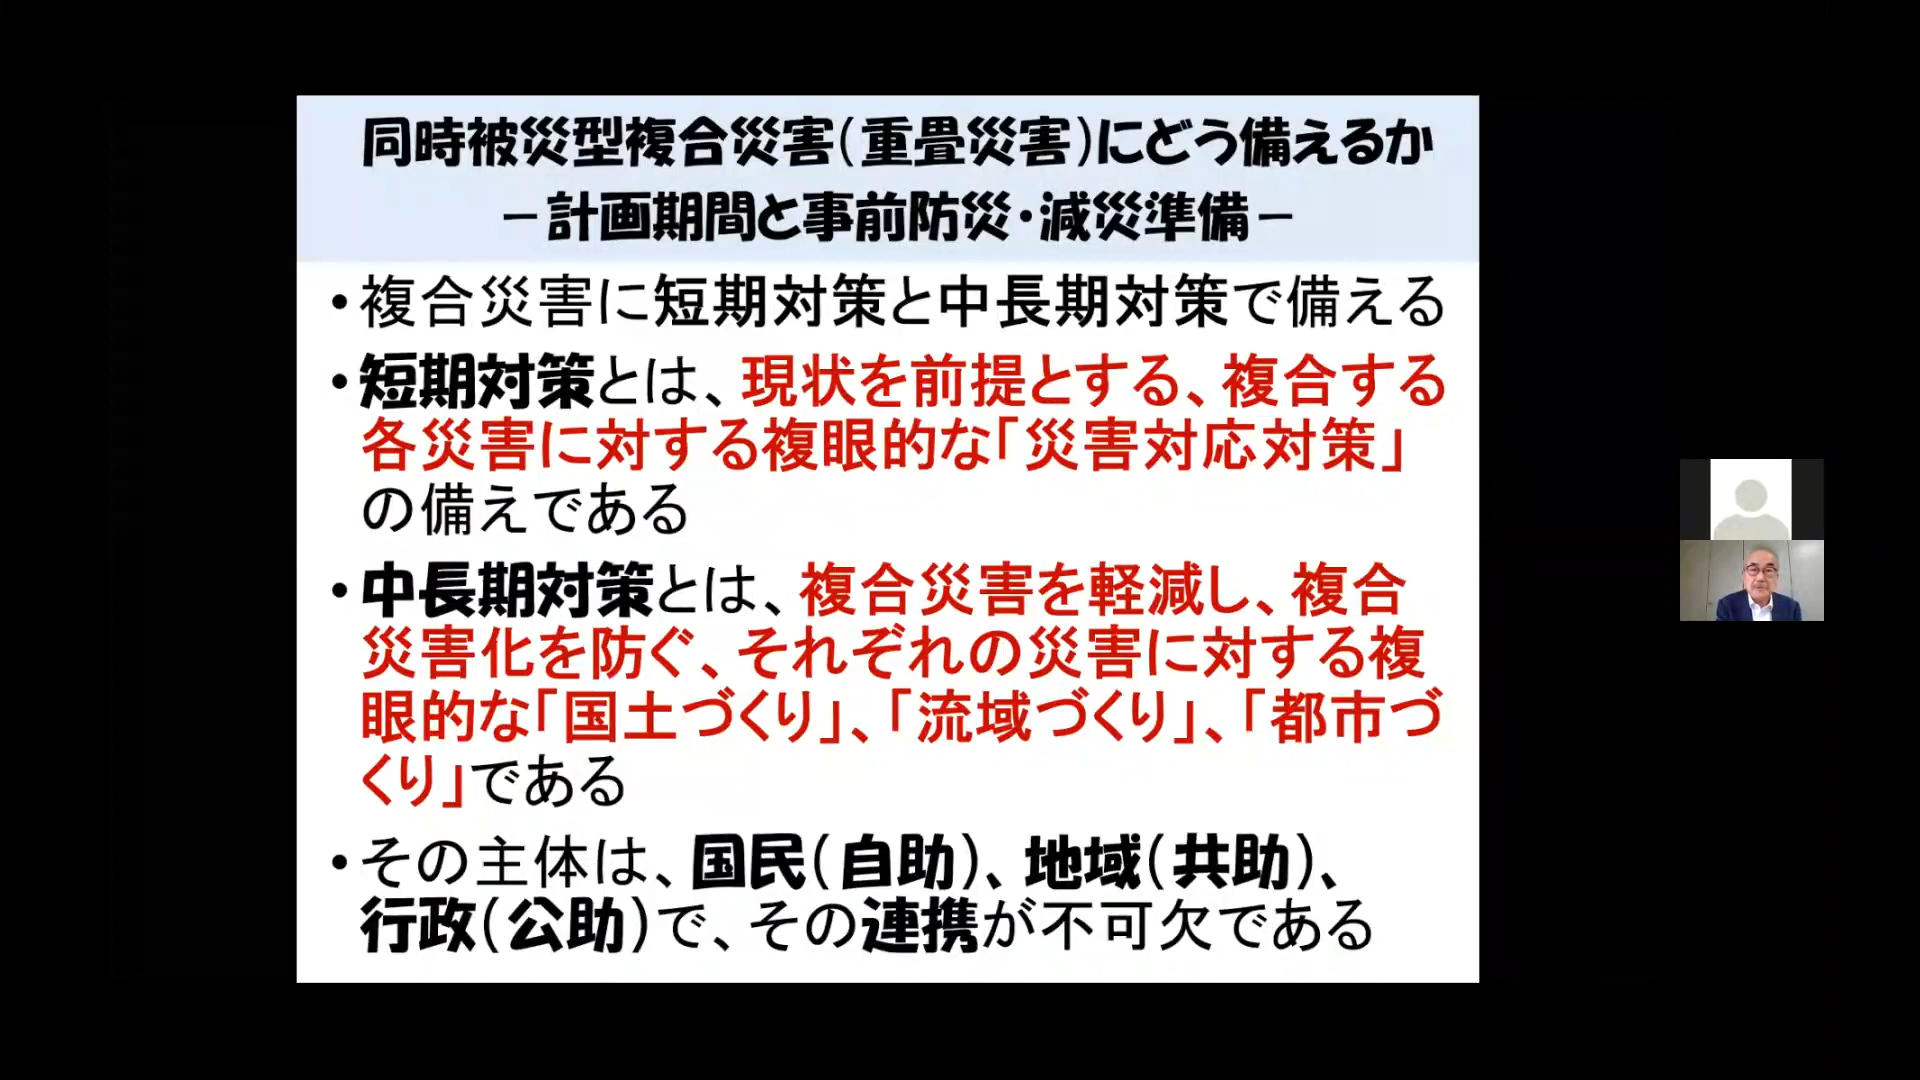 同時被災型複合災害(重畳災害)にどう備えるか
－計画期間と事前防災・減災準備－
・複合災害に短期対策と中長期対策で備える
・短期対策とは、現状を前提とする、複合する
各災害に対する複眼的な「災害対応対策」
の備えである
・中長期対策とは、複合災害を軽減し、複合
災害化を防ぐ、それぞれの災害に対する複
眼的な「国土づくり」、「流域づくり」、「都市づ
くり」である
・その主体は、国民(自助)、地域(共助)、
行政(公助)で、その連携が不可欠である